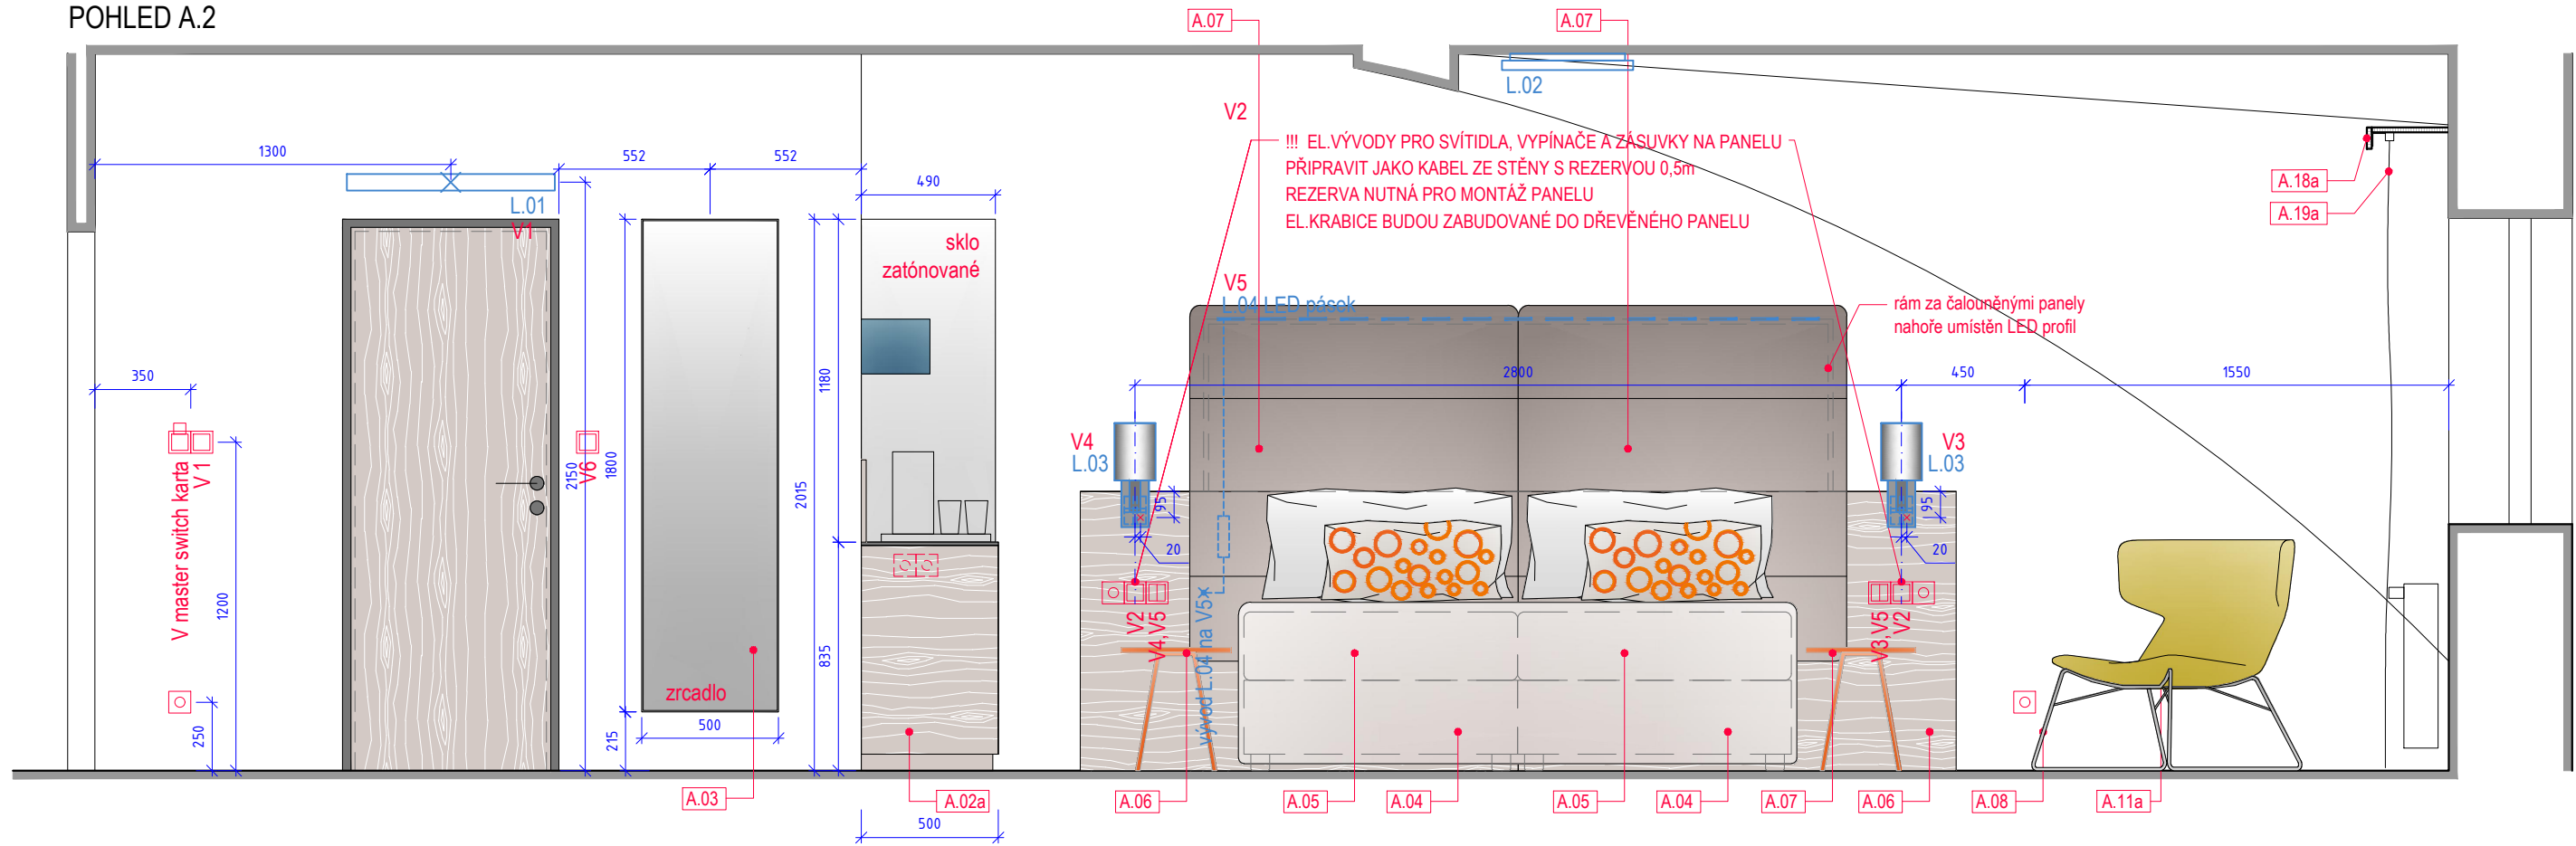 POHLED A.2
A.07
A.07
L.02
V2
!!! EL.VÝVODY PRO SVÍTIDLA, VYPÍNAČE A ZÁSUVKY NA PANELU
PŘIPRAVIT JAKO KABEL ZE STĚNY S REZERVOU 0,5m
REZERVA NUTNÁ PRO MONTÁŽ PANELU
EL.KRABICE BUDOU ZABUDOVANÉ DO DŘEVĚNÉHO PANELU
1300
552
552
490
A.18a
A.19a
L.01
V1
sklo
zatónované
V5
L.04 LED pásek
rám za čalouněnými panely
nahoře umístěn LED profil
350
2800
450
1550
1180
V4
L.03
V3
L.03
V master switch karta
V 1
V6
2150
1800
2015
95
95
20
20
1200
835
V2
V4,V5
V3,V5
V2
vývod L.04 na V5
zrcadlo
250
215
500
A.03
A.02a
A.06
A.05
A.04
A.05
A.04
A.07
A.06
A.08
A.11a
500